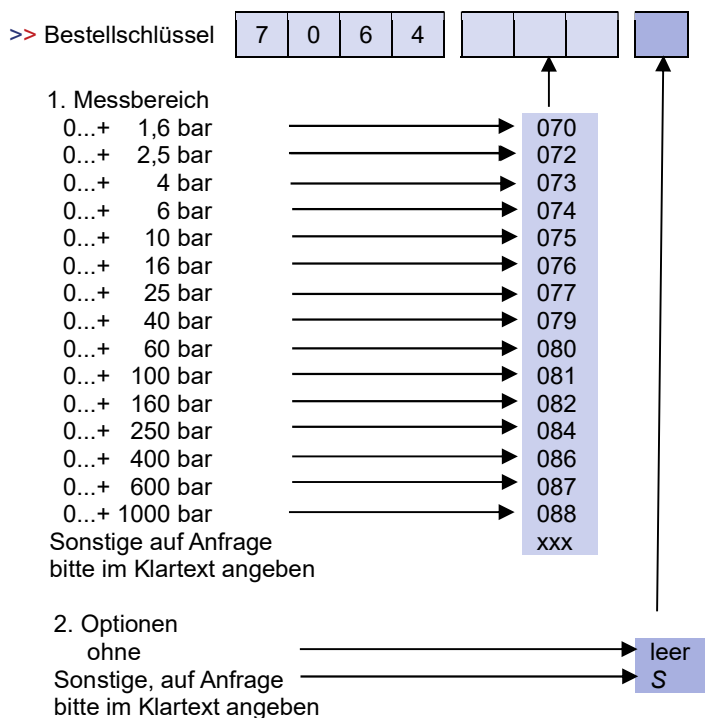 >> Bestellschlüssel 7 0 6 4
1. Messbereich
0...+ 1,6 bar 070
0...+ 2,5 bar 072
0...+ 4 bar 073
0...+ 6 bar 074
0...+ 10 bar 075
0...+ 16 bar 076
0...+ 25 bar 077
0...+ 40 bar 079
0...+ 60 bar 080
0...+ 100 bar 081
0...+ 160 bar 082
0...+ 250 bar 084
0...+ 400 bar 086
0...+ 600 bar 087
0...+ 1000 bar 088
Sonstige auf Anfrage xxx
bitte im Klartext angeben
2. Optionen
ohne leer
Sonstige, auf Anfrage S
bitte im Klartext angeben